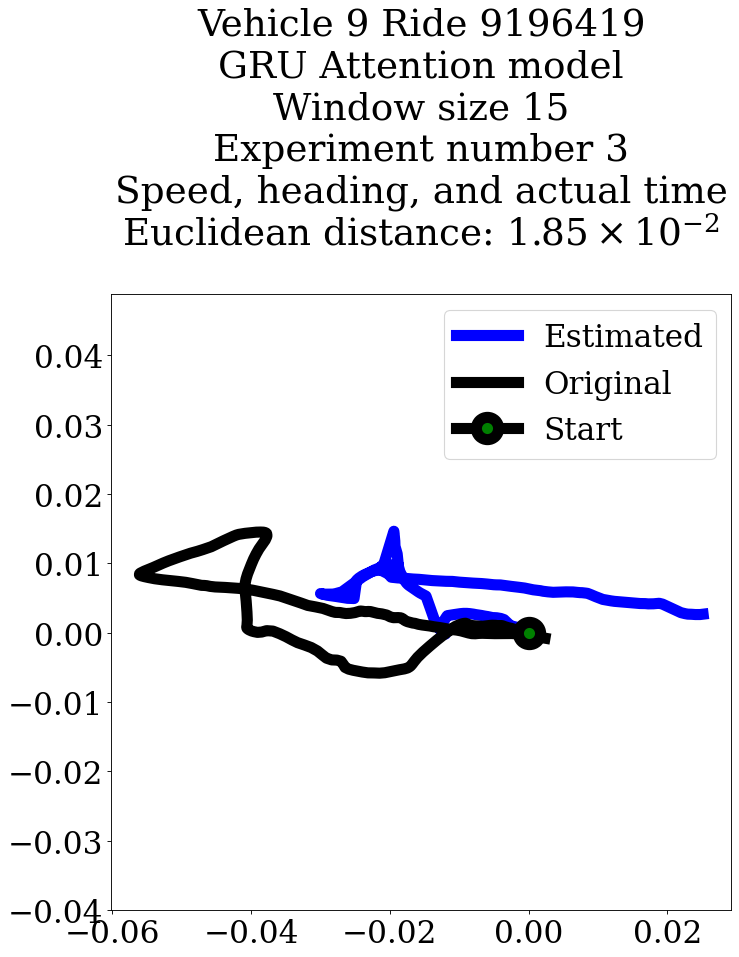 Vehicle 9 Ride 9196419
GRU Attention model
Window size 15
Experiment number 3
Speed, heading, and actual time
Euclidean distance: 1.85 × 10⁻²
Estimated
Original
Start
0.04
0.03
0.02
0.01
0.00
−0.01
−0.02
−0.03
−0.04
−0.06
−0.04
−0.02
0.00
0.02